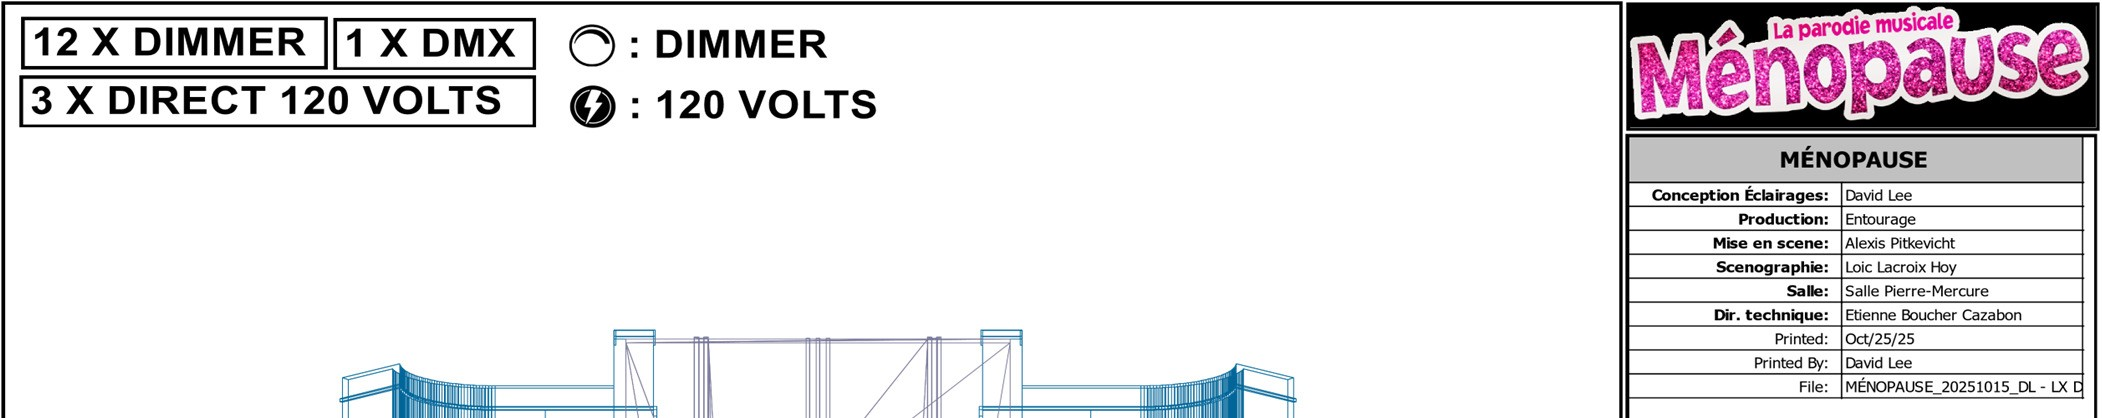 12 X DIMMER
1 X DMX
3 X DIRECT 120 VOLTS
: DIMMER
: 120 VOLTS
La parodie musicale
Ménopause
MÉNOPAUSE
Conception Éclairages: David Lee
Production: Entourage
Mise en scene: Alexis Pitkevicht
Scenographie: Loic Lacroix Hoy
Salle: Salle Pierre-Mercure
Dir. technique: Etienne Boucher Cazabon
Printed: Oct/25/25
Printed By: David Lee
File: MÉNOPAUSE_20251015_DL - LX D